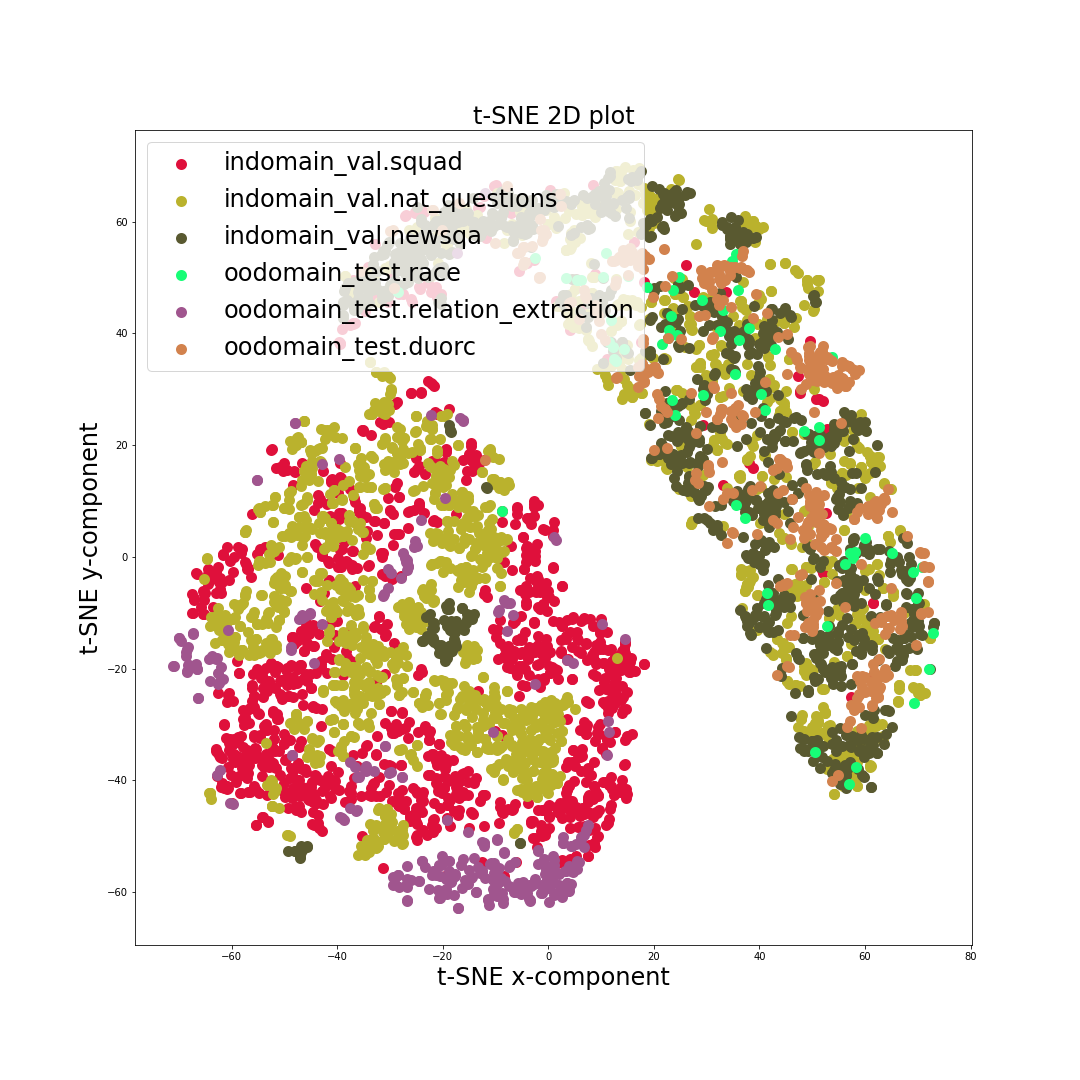 t-SNE 2D plot
indomain_val.squad
indomain_val.nat_questions
indomain_val.newsqa
oodomain_test.race
oodomain_test.relation_extraction
oodomain_test.duorc
60
40
20
0
−20
−40
−60
t-SNE y-component
−60 −40 −20 0 20 40 60 80
t-SNE x-component